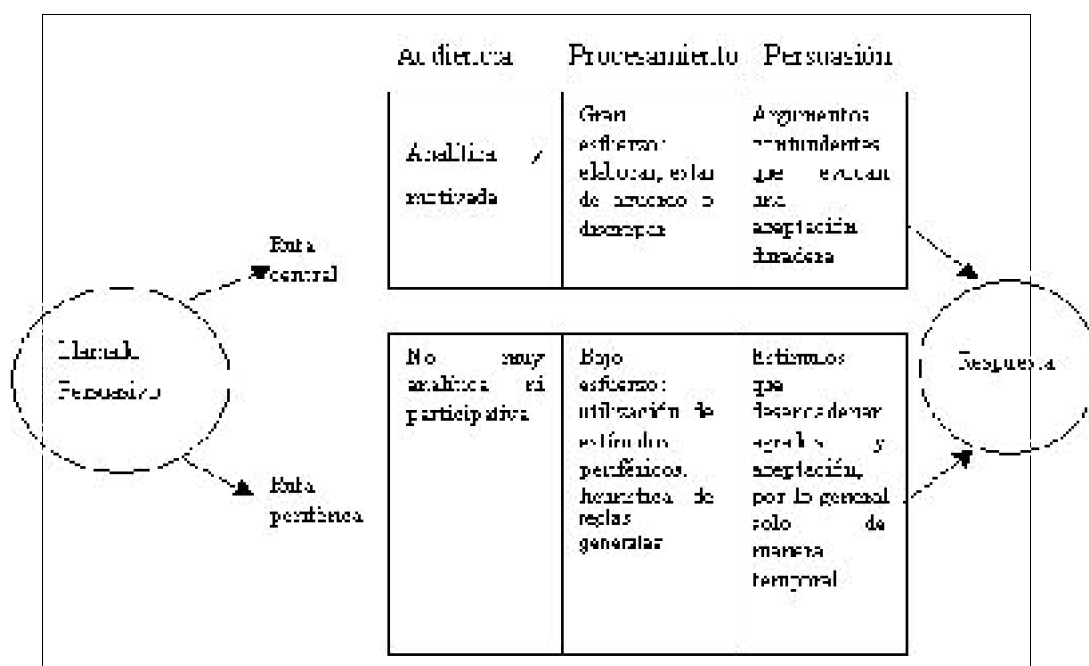 Audiencia Procesamiento Persuasión
Analítica y
motivada
Gran
esfuerzo:
elaborar, estar
de acuerdo o
discrepar
Argumentos
contundentes
que evocan
una
aceptación
duradera
Ruta
central
Llamado
Persuasivo
Respuesta
No muy
analítica ni
participativa
Bajo
esfuerzo:
utilización de
estímulos
periféricos,
heurística de
reglas
generales
Estímulos
que
desencadenan
agrados y
aceptación,
por lo general
solo de
manera
temporal
Ruta
periférica